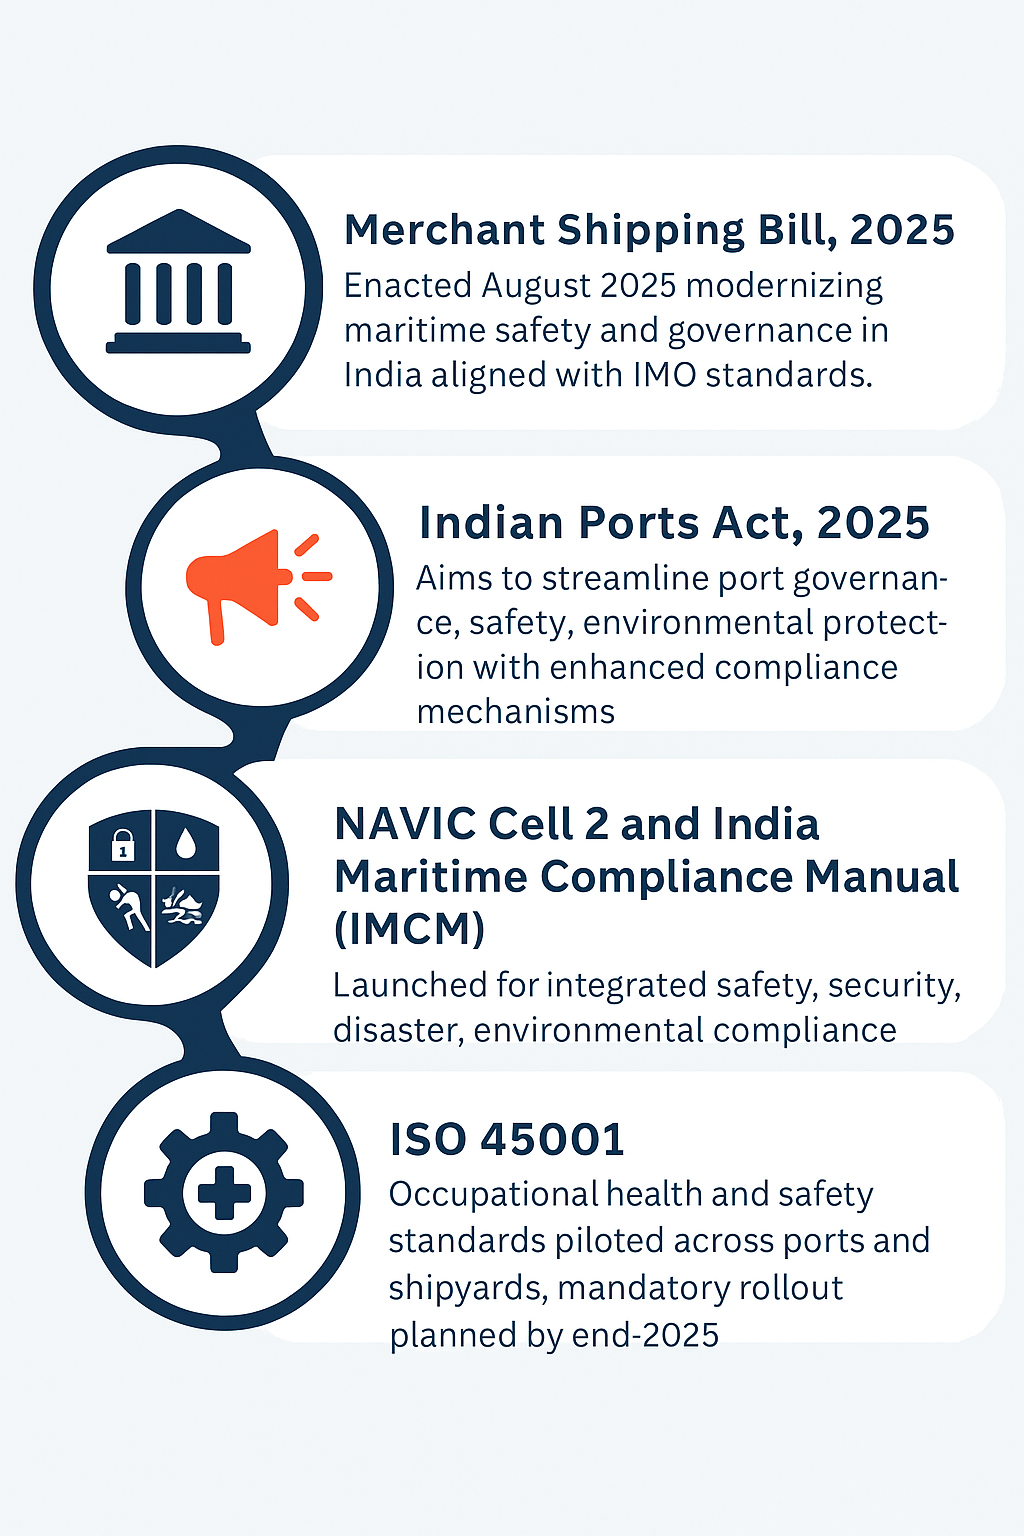 Merchant Shipping Bill, 2025
Enacted August 2025 modernizing
maritime safety and governance in
India aligned with IMO standards.
Indian Ports Act, 2025
Aims to streamline port governan-
ce, safety, environmental protect-
ion with enhanced compliance
mechanisms
1
NAVIC Cell 2 and India
Maritime Compliance Manual
(IMCM)
Launched for integrated safety, security,
disaster, environmental compliance
ISO 45001
Occupational health and safety
standards piloted across ports and
shipyards, mandatory rollout
planned by end-2025